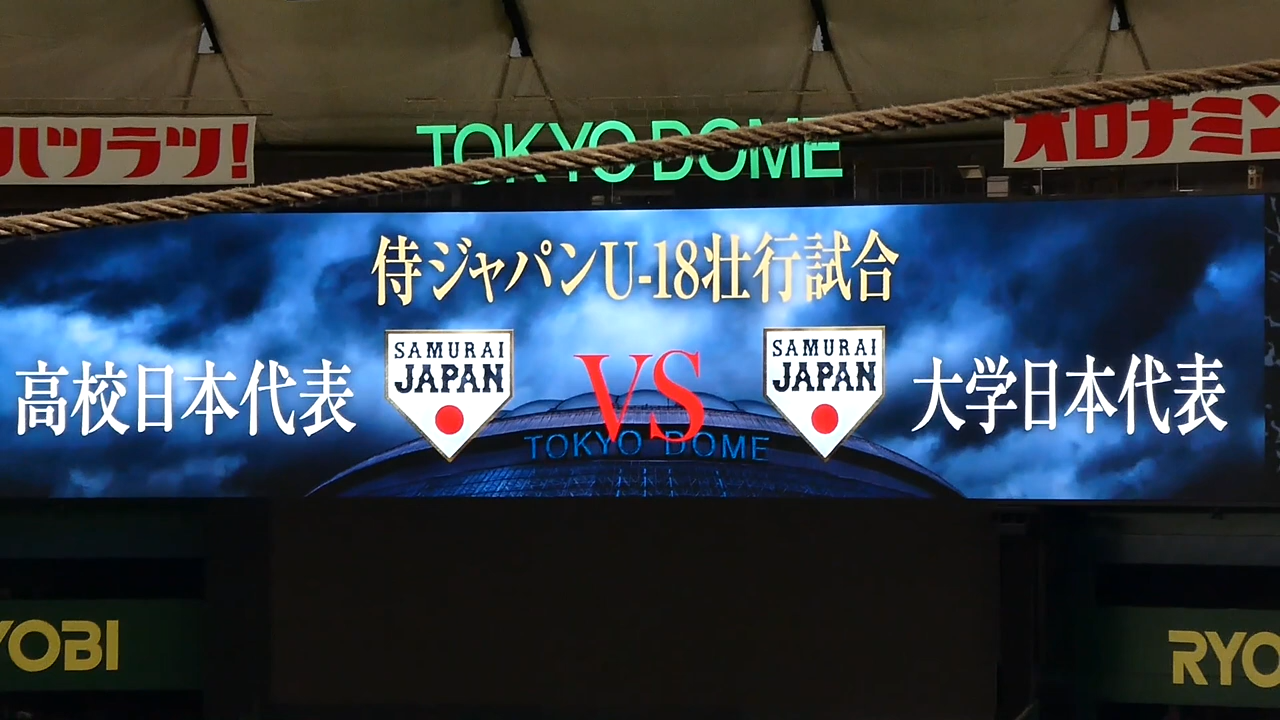 ハツラツ!
TOKYO DOME
オロナミン
侍ジャパンU-18壮行試合
高校日本代表
SAMURAI
JAPAN
VS
SAMURAI
JAPAN
大学日本代表
TOKYO DOME
YOBI
RYO